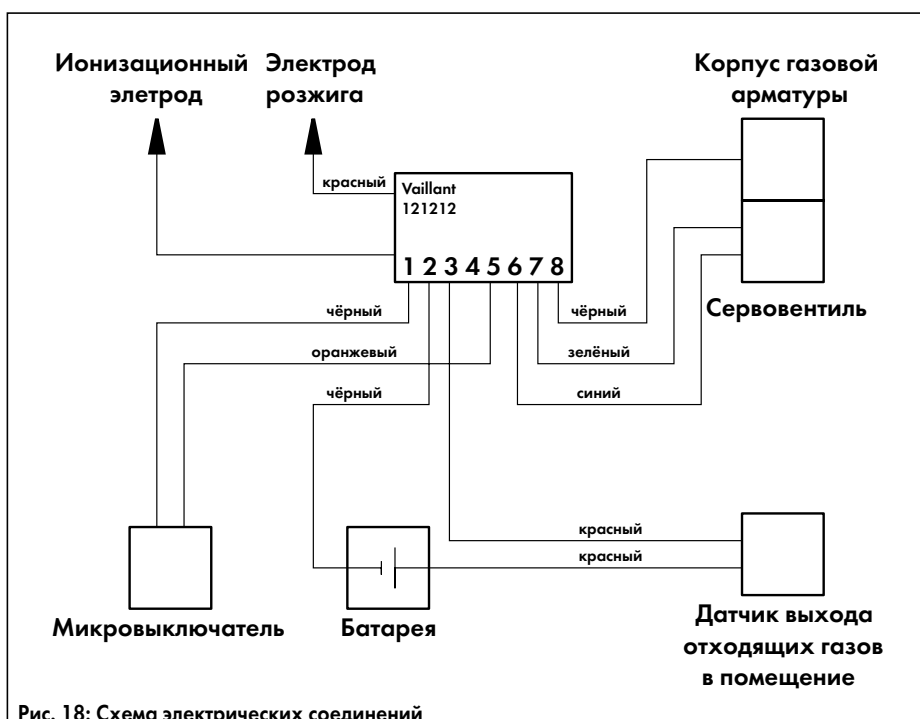 Ионизационный
элетрод
Электрод
розжига
Корпус газовой
арматуры
красный
Vaillant
121212
1 2 3 4 5 6 7 8
чёрный
чёрный
Сервовентиль
оранжевый
зелёный
чёрный
синий
красный
красный
Микровыключатель
Батарея
Датчик выхода
отходящих газов
в помещение
Рис. 18: Схема электрических соединений